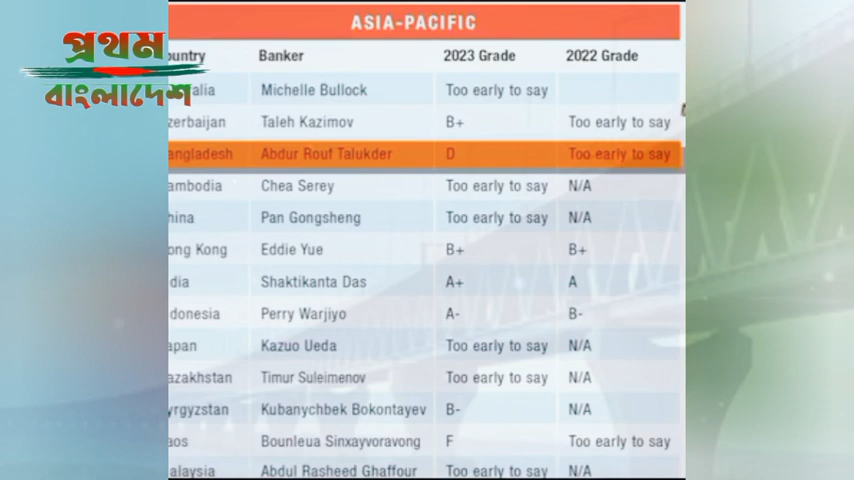 প্রথম
বাংলাদেশ
ASIA-PACIFIC
ountry Banker 2023 Grade 2022 Grade
alia Michelle Bullock Too early to say
zerbaijan Taleh Kazimov B+ Too early to say
angladesh Abdur Rouf Talukder D Too early to say
ambodia Chea Serey Too early to say N/A
hina Pan Gongsheng Too early to say N/A
ong Kong Eddie Yue B+ B+
dia Shaktikanta Das A+ A
donesia Perry Warjiyo A- B-
apan Kazuo Ueda Too early to say N/A
azakhstan Timur Suleimenov Too early to say N/A
yrgyzstan Kubanychbek Bokontayev B- N/A
aos Bounleua Sinxayvoravong F Too early to say
alaysia Abdul Rasheed Ghaffour Too early to say N/A